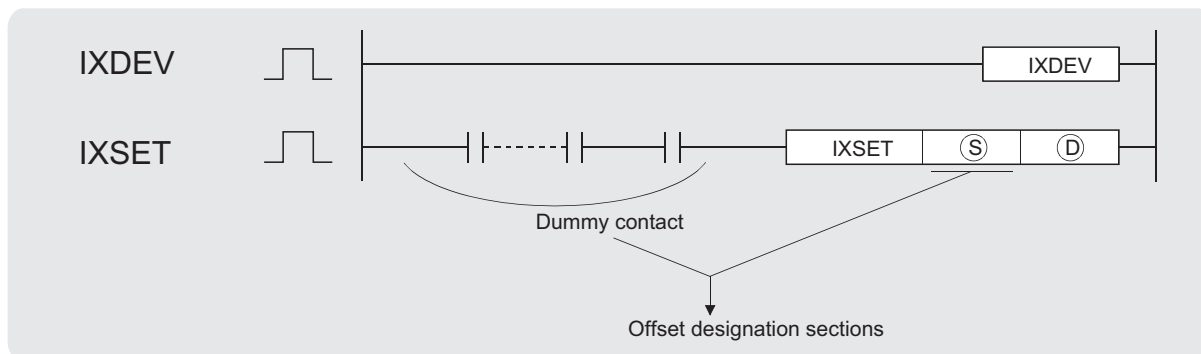 IXDEV
IXDEV
IXSET
IXSET S D
Dummy contact
Offset designation sections